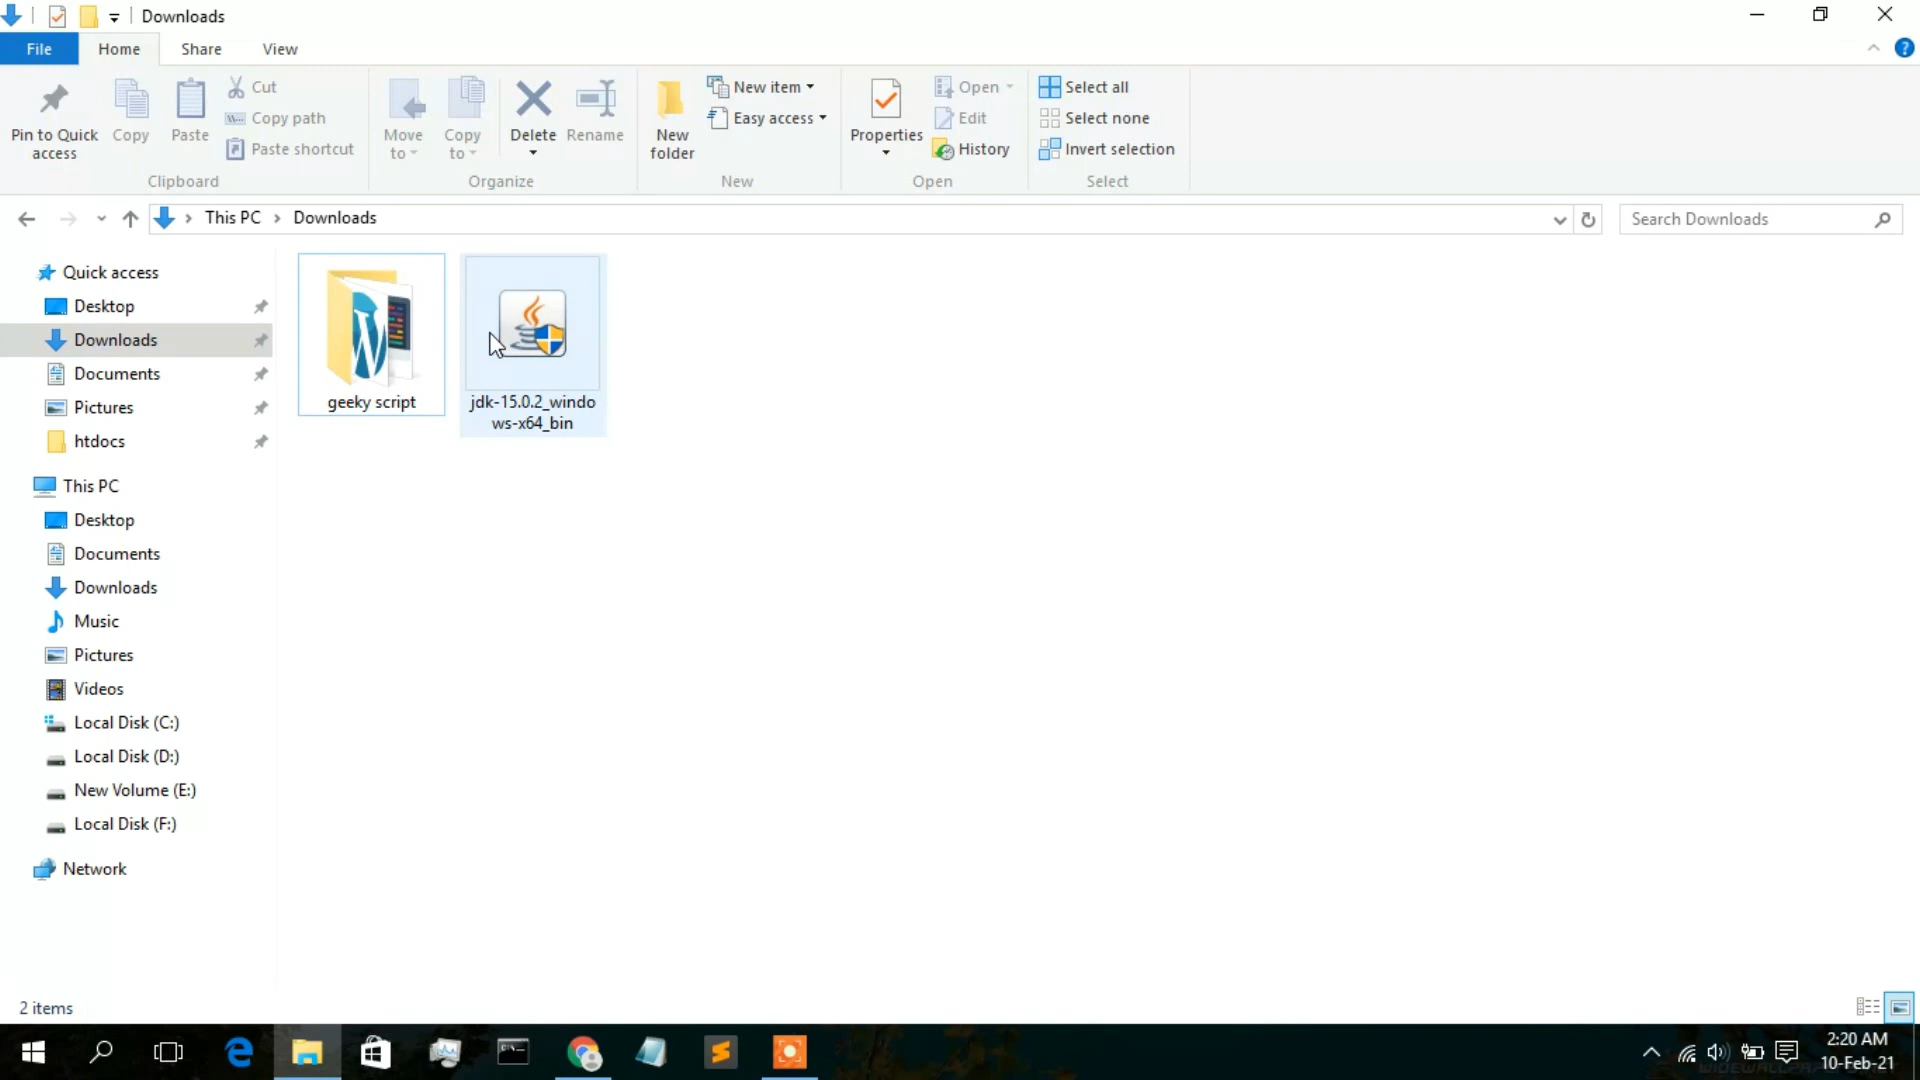 Downloads
File
Home
Share
View
Pin to Quick
access
Copy
Paste
Cut
Copy path
Paste shortcut
Clipboard
Move
to
Copy
to
Delete
Rename
Organize
New
folder
New item
Easy access
New
Properties
Open
Edit
History
Open
Select all
Select none
Invert selection
Select
This PC
Downloads
Search Downloads
Quick access
Desktop
Downloads
Documents
Pictures
htdocs
This PC
Desktop
Documents
Downloads
Music
Pictures
Videos
Local Disk (C:)
Local Disk (D:)
New Volume (E:)
Local Disk (F:)
Network
geeky script
jdk-15.0.2_windo
ws-x64_bin
2 items
2:20 AM
10-Feb-21